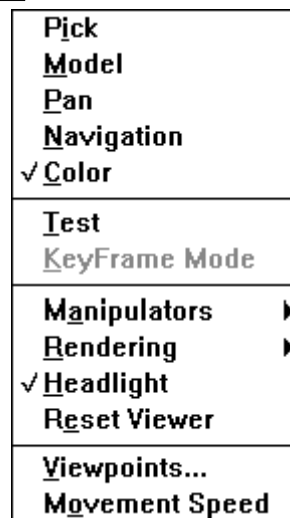 Pick
Model
Pan
Navigation
√ Color
Test
KeyFrame Mode
Manipulators
Rendering
√ Headlight
Reset Viewer
Viewpoints...
Movement Speed